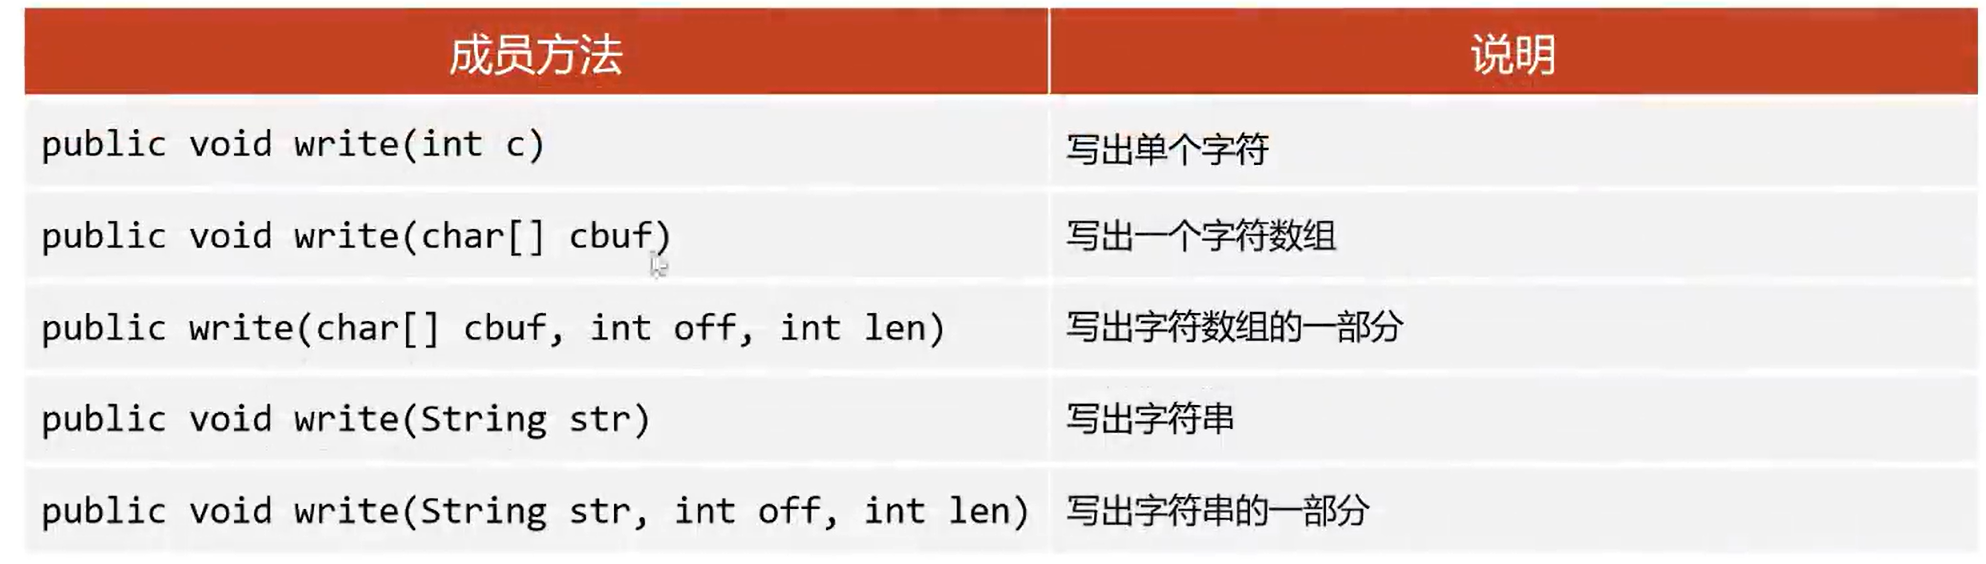 成员方法 说明
public void write(int c) 写出单个字符
public void write(char[] cbuf) 写出一个字符数组
public write(char[] cbuf, int off, int len) 写出字符数组的一部分
public void write(String str) 写出字符串
public void write(String str, int off, int len) 写出字符串的一部分